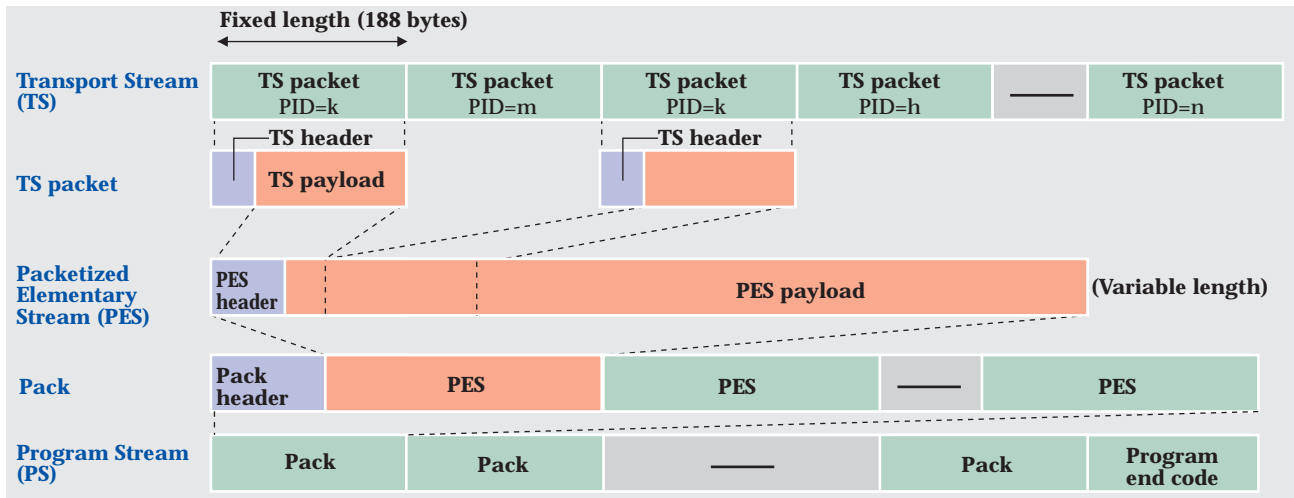 Fixed length (188 bytes)
Transport Stream
(TS)
TS packet
PID=k
TS packet
PID=m
TS packet
PID=k
TS packet
PID=h
TS packet
PID=n
TS header
TS header
TS packet
TS payload
Packetized
Elementary
Stream (PES)
PES
header
PES payload
(Variable length)
Pack
Pack
header
PES
PES
PES
Program Stream
(PS)
Pack
Pack
Pack
Program
end code